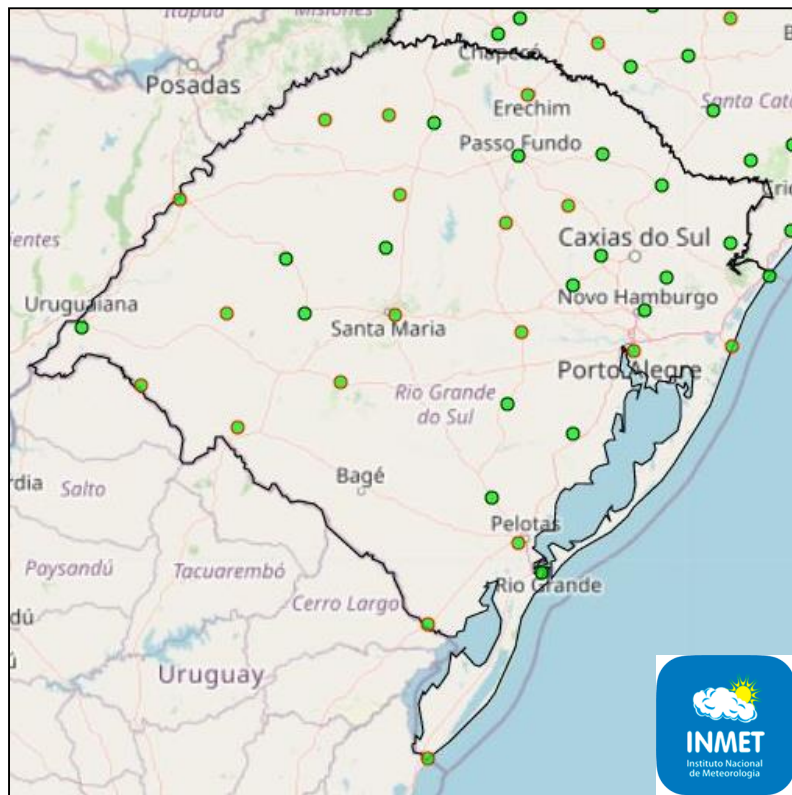 Itapúa
Misiones
Chapecó
Posadas
Erechim
Santa Cata
Passo Fundo
Cri
ientes
Caxias do Sul
Uruguaiana
Novo Hamburgo
Santa Maria
Porto Alegre
Rio Grande
do Sul
Bagé
dia
Salto
Pelotas
Paysandú
Tacuarembó
Rio Grande
Cerro Largo
dú
ú
Uruguay
INMET
Instituto Nacional
de Meteorologia